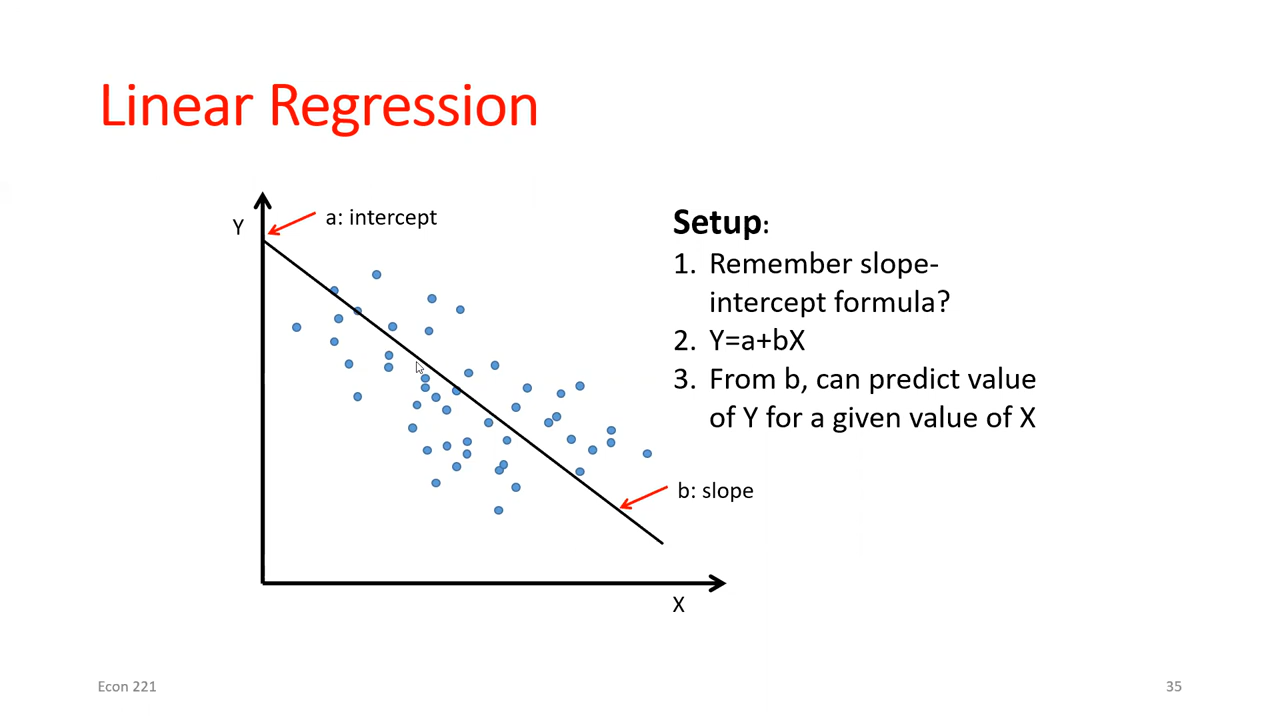 Linear Regression
Y
a: intercept
Setup:
1. Remember slope-
intercept formula?
2. Y=a+bX
3. From b, can predict value
of Y for a given value of X
b: slope
X
Econ 221
35